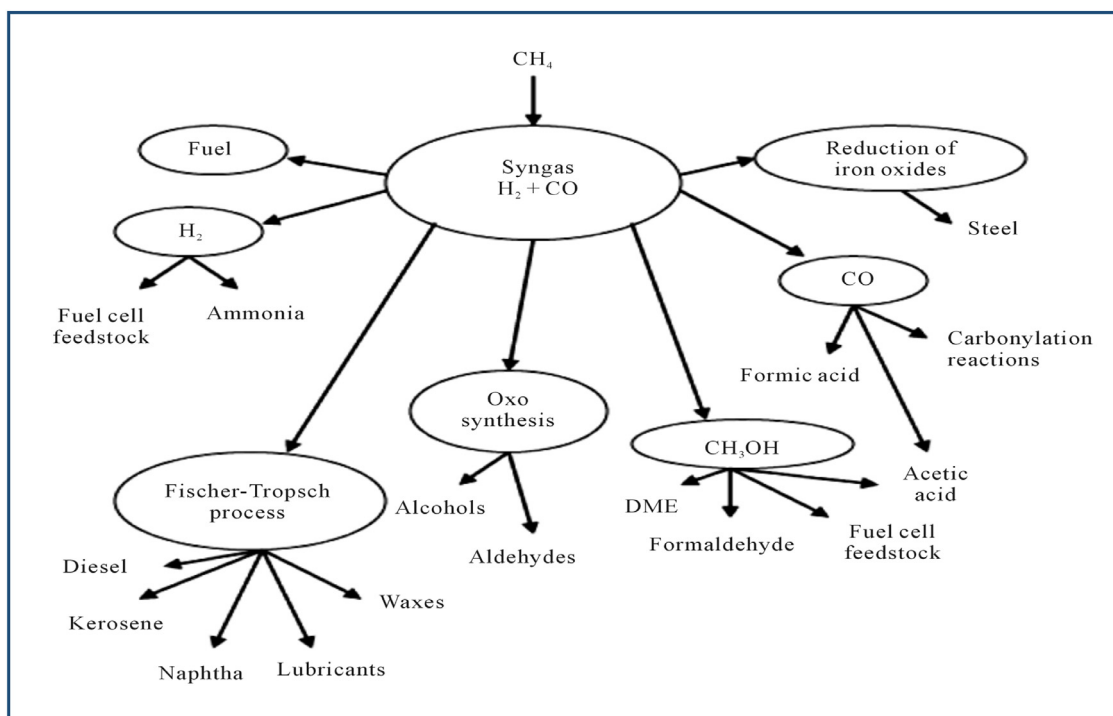 CH₄
Fuel
Syngas
H₂ + CO
Reduction of
iron oxides
H₂
Steel
CO
Fuel cell
feedstock
Ammonia
Carbonylation
reactions
Formic acid
Oxo
synthesis
CH₃OH
Acetic
acid
Fischer-Tropsch
process
Alcohols
DME
Aldehydes
Formaldehyde
Fuel cell
feedstock
Diesel
Kerosene
Waxes
Naphtha
Lubricants